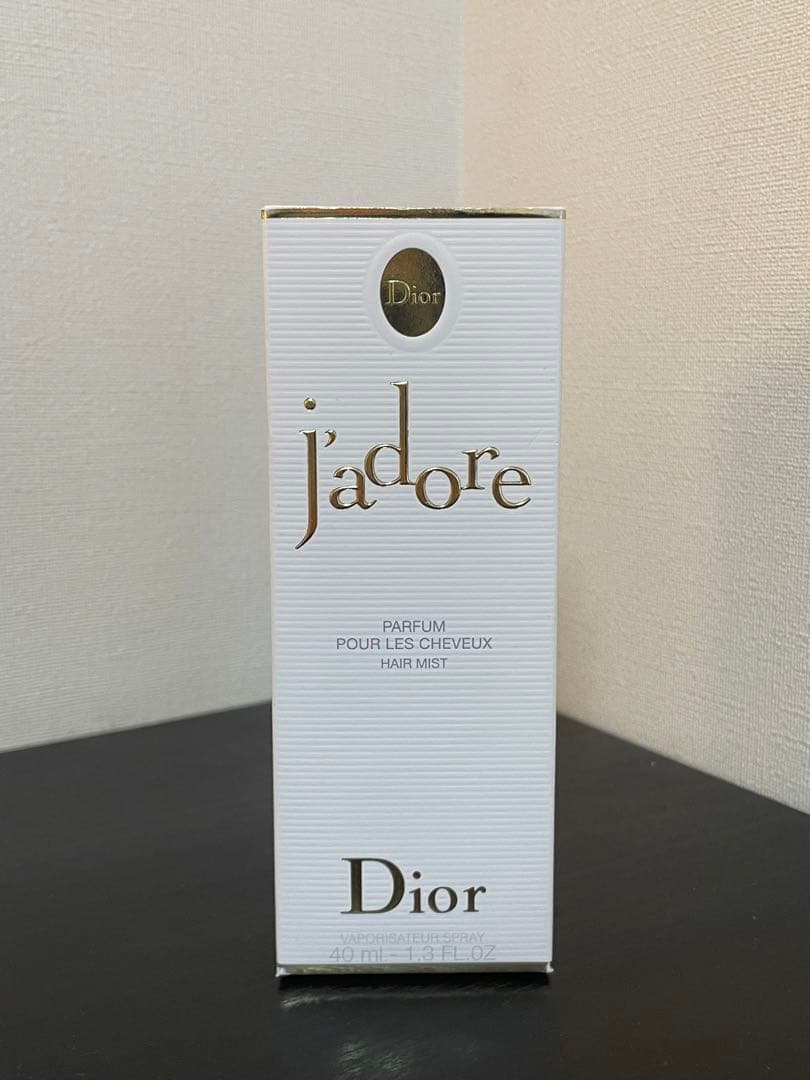 Dior
j'adore
PARFUM
POUR LES CHEVEUX
HAIR MIST
Dior
VAPORISATEUR SPRAY
40 ml - 1.3 FL.OZ